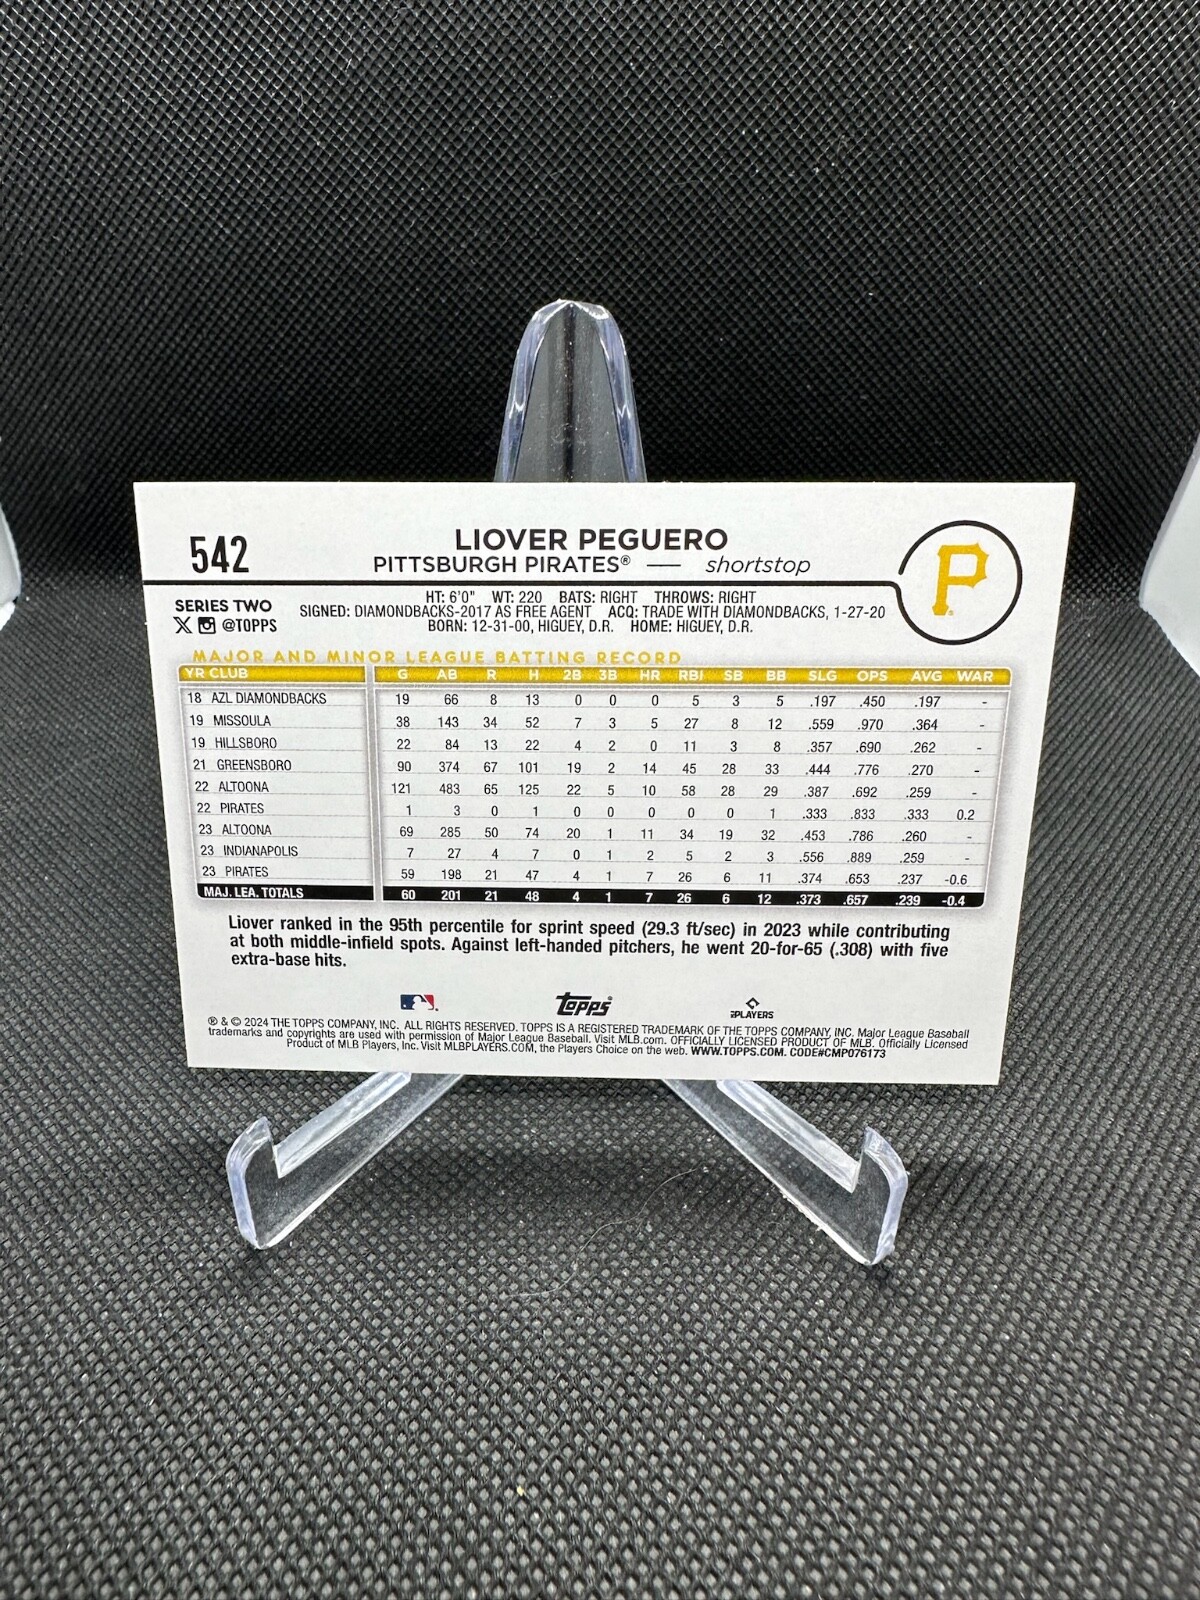 542
LIOVER PEGUERO
PITTSBURGH PIRATES® — shortstop
P
SERIES TWO
@TOPPS
HT: 6'0" WT: 220 BATS: RIGHT THROWS: RIGHT
SIGNED: DIAMONDBACKS-2017 AS FREE AGENT ACQ: TRADE WITH DIAMONDBACKS, 1-27-20
BORN: 12-31-00, HIGUEY, D.R. HOME: HIGUEY, D.R.
MAJOR AND MINOR LEAGUE BATTING RECORD
YR CLUB G AB R H 2B 3B HR RBI SB BB SLG OPS AVG WAR
18 AZL DIAMONDBACKS 19 66 8 13 0 0 0 5 3 5 .197 .450 .197 -
19 MISSOULA 38 143 34 52 7 3 5 27 8 12 .559 .970 .364 -
19 HILLSBORO 22 84 13 22 4 2 0 11 3 8 .357 .690 .262 -
21 GREENSBORO 90 374 67 101 19 2 14 45 28 33 .444 .776 .270 -
22 ALTOONA 121 483 65 125 22 5 10 58 28 29 .387 .692 .259 -
22 PIRATES 1 3 0 1 0 0 0 0 0 1 .333 .833 .333 0.2
23 ALTOONA 69 285 50 74 20 1 11 34 19 32 .453 .786 .260 -
23 INDIANAPOLIS 7 27 4 7 0 1 2 5 2 3 .556 .889 .259 -
23 PIRATES 59 198 21 47 4 1 7 26 6 11 .374 .653 .237 -0.6
MAJ. LEA. TOTALS 60 201 21 48 4 1 7 26 6 12 .373 .657 .239 -0.4
Liover ranked in the 95th percentile for sprint speed (29.3 ft/sec) in 2023 while contributing
at both middle-infield spots. Against left-handed pitchers, he went 20-for-65 (.308) with five
extra-base hits.
topps PLAYERS
® & © 2024 THE TOPPS COMPANY, INC. ALL RIGHTS RESERVED. TOPPS IS A REGISTERED TRADEMARK OF THE TOPPS COMPANY, INC. Major League Baseball
trademarks and copyrights are used with permission of Major League Baseball. Visit MLB.com. OFFICIALLY LICENSED PRODUCT OF MLB. Officially Licensed
Product of MLB Players, Inc. Visit MLBPLAYERS.COM, the Players Choice on the web. WWW.TOPPS.COM. CODE#CMP076173